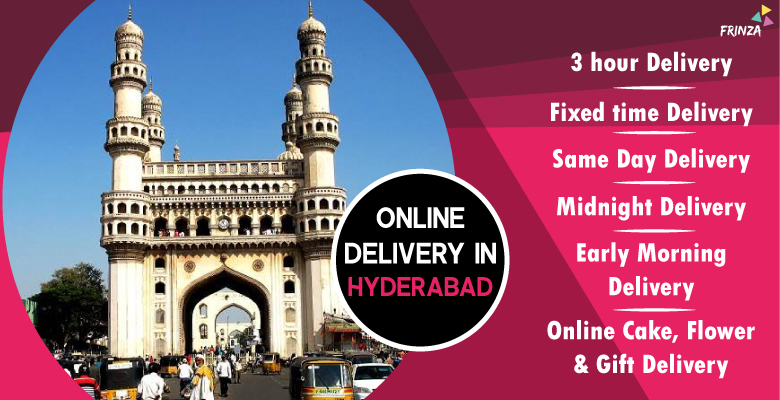 FRINZA
3 hour Delivery
Fixed time Delivery
Same Day Delivery
Midnight Delivery
Early Morning
Delivery
Online Cake, Flower
& Gift Delivery
ONLINE
DELIVERY IN
HYDERABAD